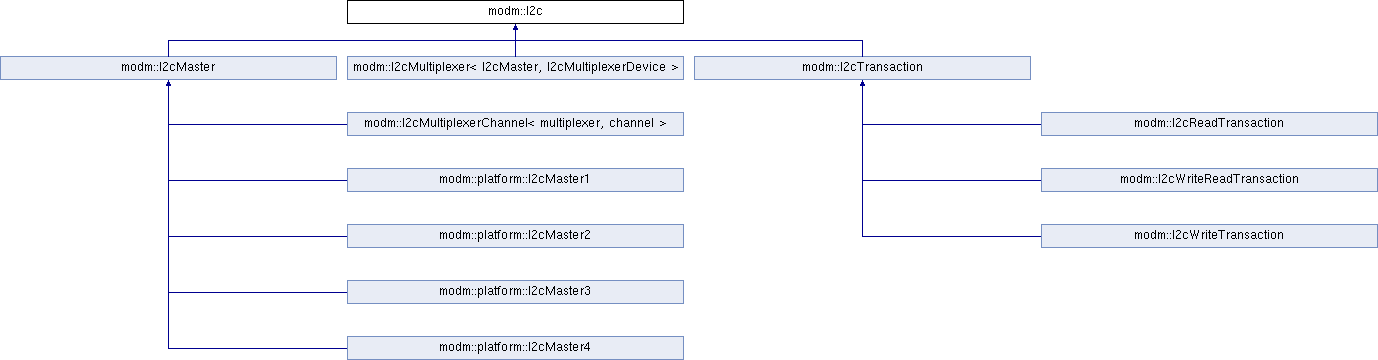 modm::I2c
modm::I2cMaster
modm::I2cMultiplexer< I2cMaster, I2cMultiplexerDevice >
modm::I2cTransaction
modm::I2cMultiplexerChannel< multiplexer, channel >
modm::I2cReadTransaction
modm::platform::I2cMaster1
modm::I2cWriteReadTransaction
modm::platform::I2cMaster2
modm::I2cWriteTransaction
modm::platform::I2cMaster3
modm::platform::I2cMaster4